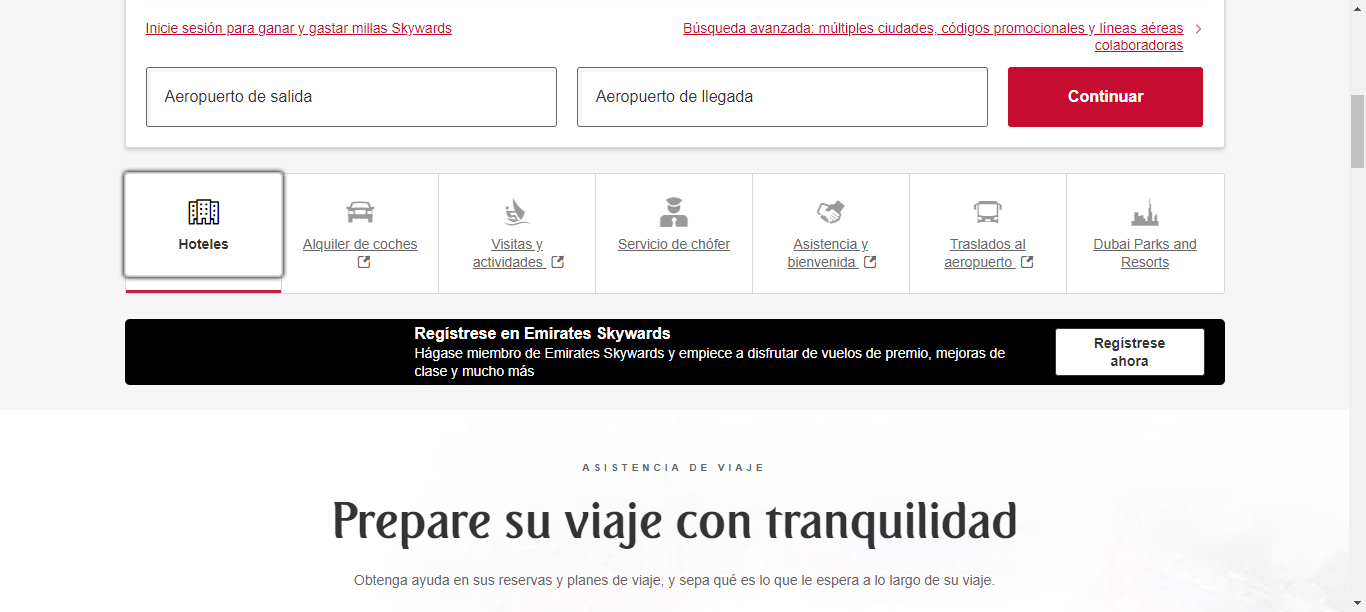 Inicie sesión para ganar y gastar millas Skywards
Búsqueda avanzada: múltiples ciudades, códigos promocionales y líneas aéreas
colaboradoras
Aeropuerto de salida
Aeropuerto de llegada
Continuar
Hoteles
Alquiler de coches
Visitas y
actividades
Servicio de chófer
Asistencia y
bienvenida
Traslados al
aeropuerto
Dubai Parks and
Resorts
Regístrese en Emirates Skywards
Hágase miembro de Emirates Skywards y empiece a disfrutar de vuelos de premio, mejoras de
clase y mucho más
Regístrese
ahora
ASISTENCIA DE VIAJE
Prepare su viaje con tranquilidad
Obtenga ayuda en sus reservas y planes de viaje, y sepa qué es lo que le espera a lo largo de su viaje.